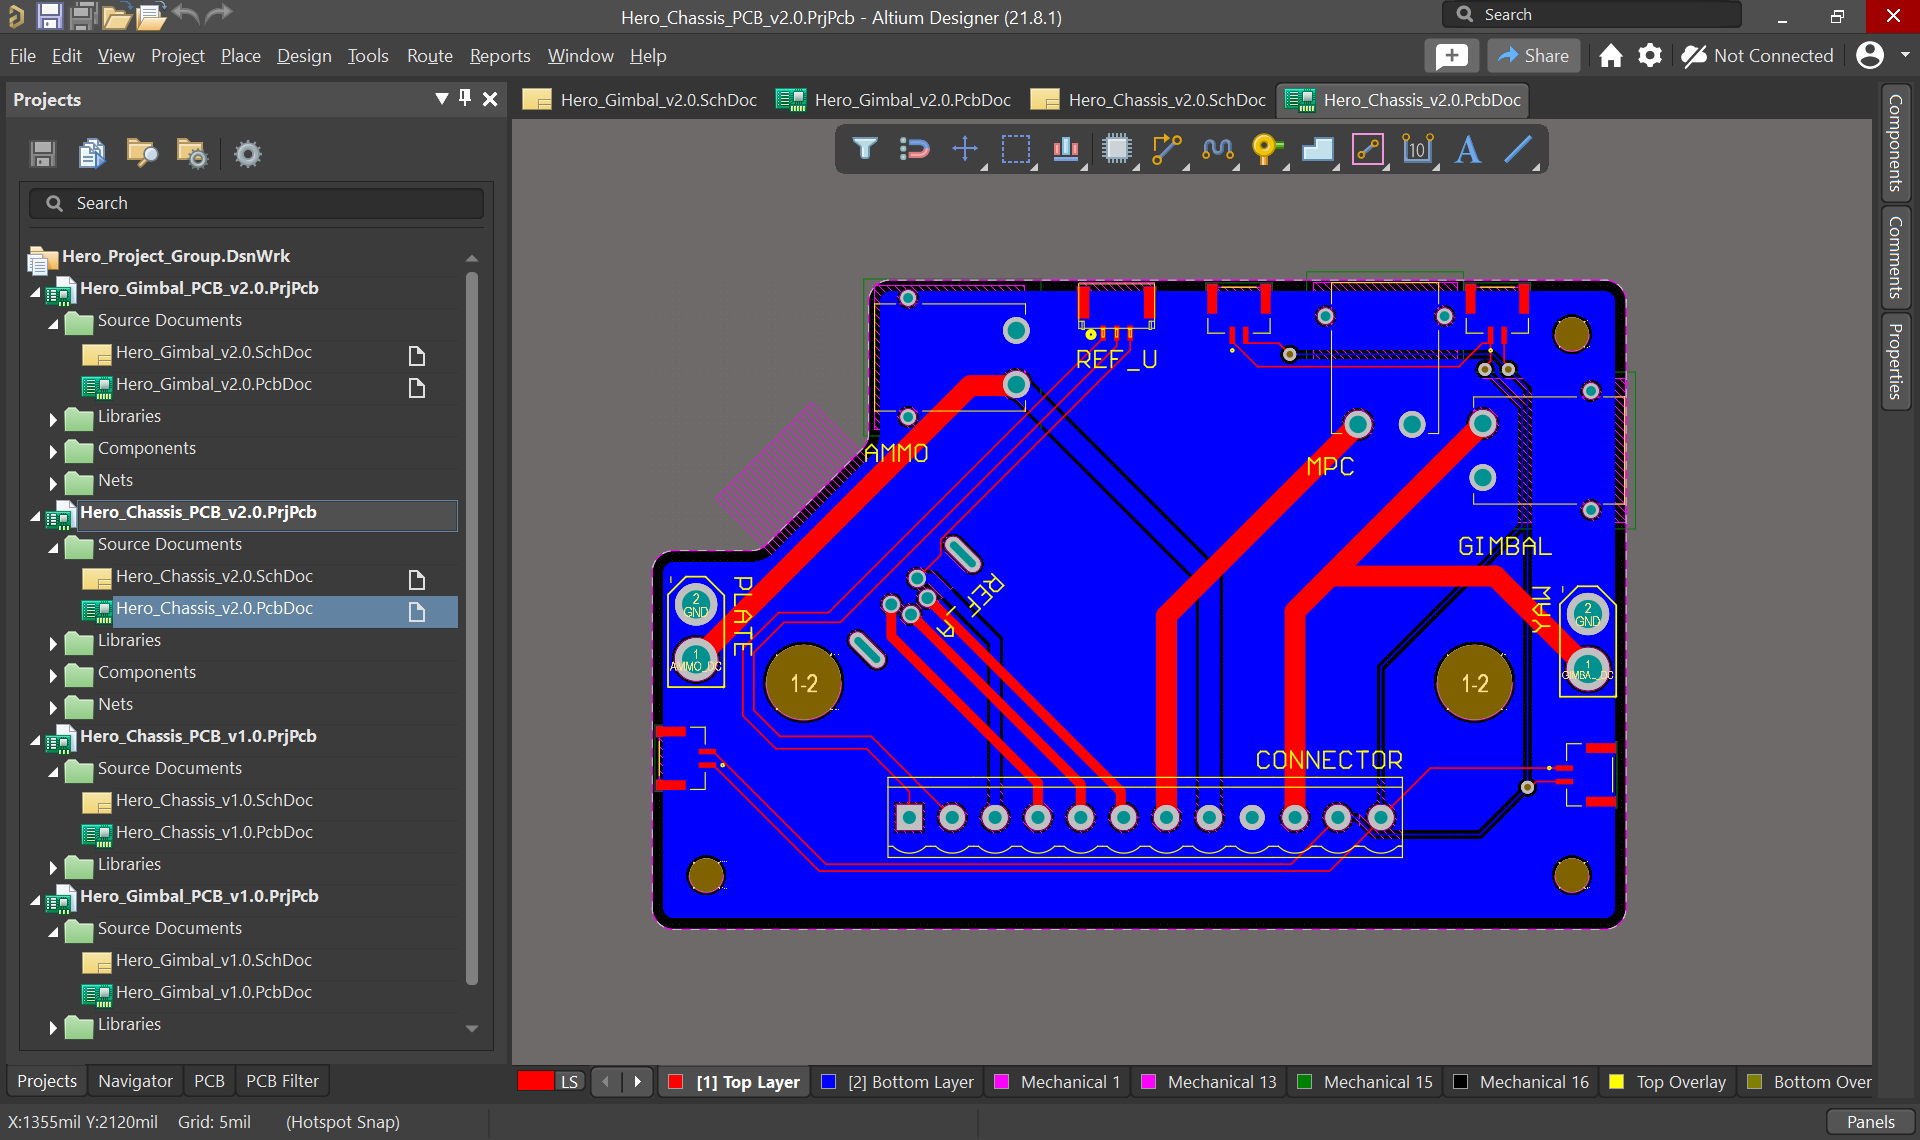 Hero_Chassis_PCB_v2.0.PrjPcb - Altium Designer (21.8.1)
Search
File Edit View Project Place Design Tools Route Reports Window Help
Share
Not Connected
Projects
Hero_Gimbal_v2.0.SchDoc
Hero_Gimbal_v2.0.PcbDoc
Hero_Chassis_v2.0.SchDoc
Hero_Chassis_v2.0.PcbDoc
Search
Hero_Project_Group.DsnWrk
Hero_Gimbal_PCB_v2.0.PrjPcb
Source Documents
Hero_Gimbal_v2.0.SchDoc
Hero_Gimbal_v2.0.PcbDoc
Libraries
Components
Nets
Hero_Chassis_PCB_v2.0.PrjPcb
Source Documents
Hero_Chassis_v2.0.SchDoc
Hero_Chassis_v2.0.PcbDoc
Libraries
Components
Nets
Hero_Chassis_PCB_v1.0.PrjPcb
Source Documents
Hero_Chassis_v1.0.SchDoc
Hero_Chassis_v1.0.PcbDoc
Libraries
Hero_Gimbal_PCB_v1.0.PrjPcb
Source Documents
Hero_Gimbal_v1.0.SchDoc
Hero_Gimbal_v1.0.PcbDoc
Libraries
10
A
REF_U
AMMO
MPC
GIMBAL
PLATE
2
GND
1
AMMO_DC
2
GND
1
1-2
1-2
CONNECTOR
Components
Comments
Properties
Projects
Navigator
PCB
PCB Filter
LS
[1] Top Layer
[2] Bottom Layer
Mechanical 1
Mechanical 13
Mechanical 15
Mechanical 16
Top Overlay
Bottom Over
X:1355mil Y:2120mil
Grid: 5mil
(Hotspot Snap)
Panels